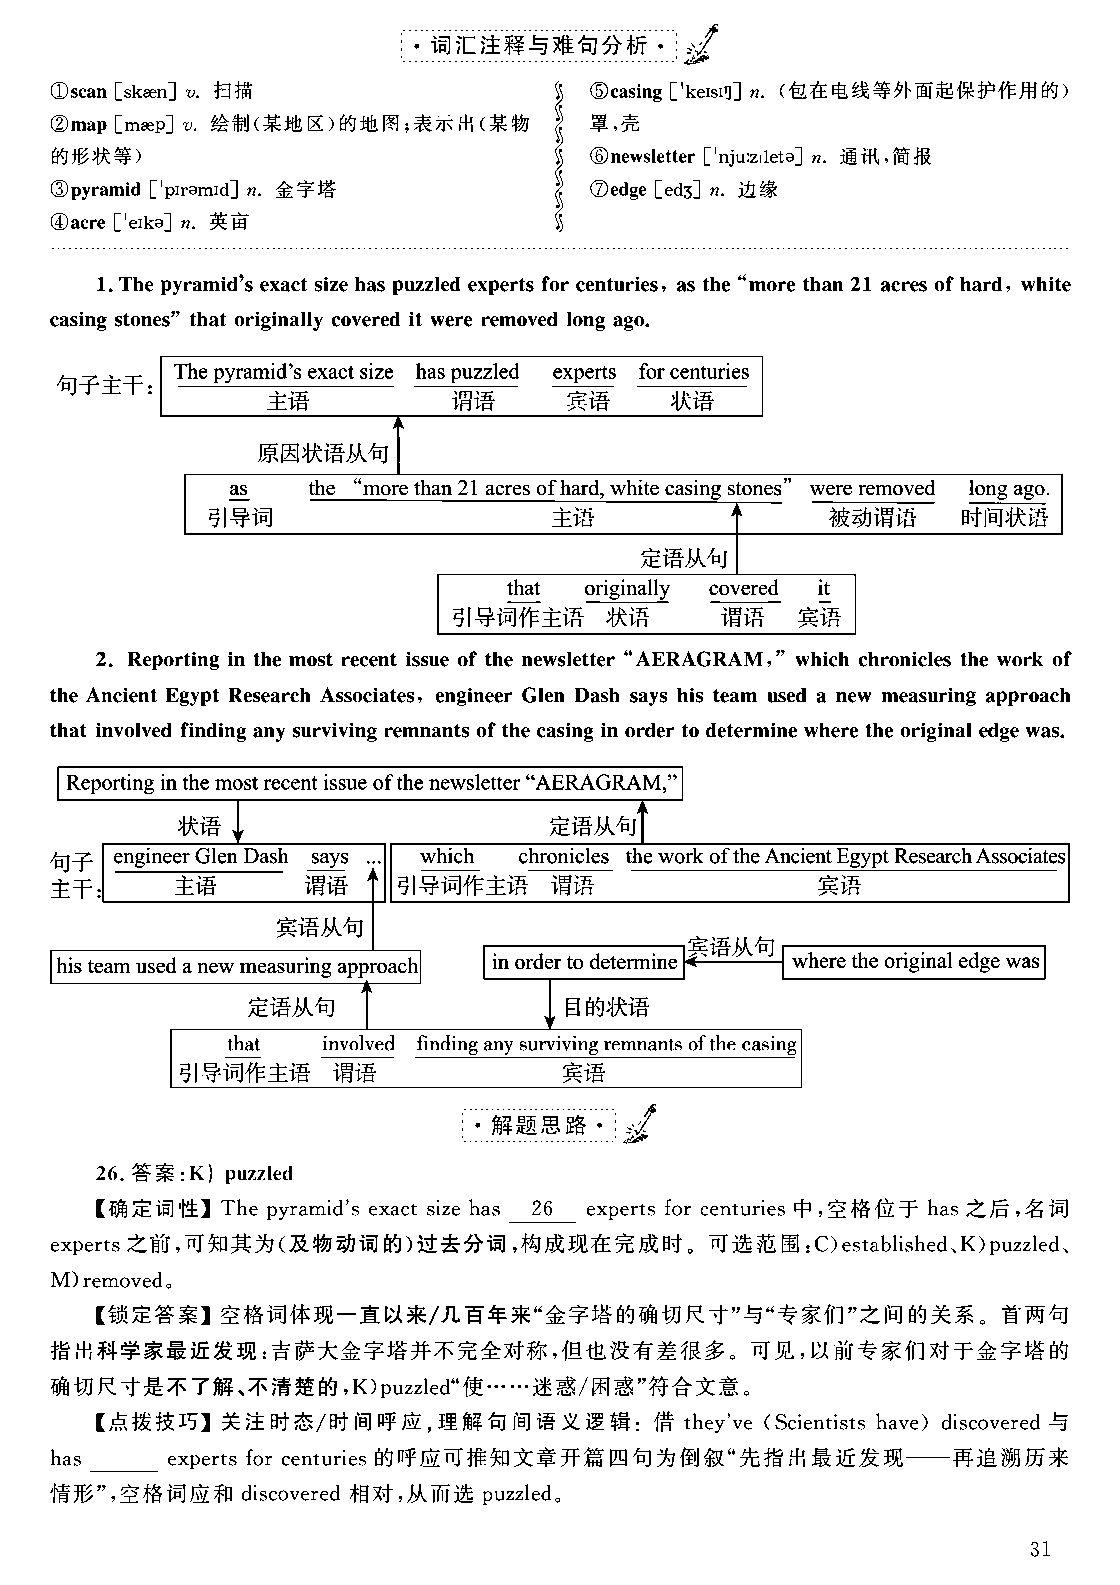 ·词汇注释与难句分析·
①scan [skæn] v. 扫描
②map [mæp] v. 绘制(某地区)的地图;表示出(某物
的形状等)
③pyramid [ˈpɪrəmɪd] n. 金字塔
④acre [ˈeɪkə] n. 英亩
⑤casing [ˈkeɪsɪŋ] n. (包在电线等外面起保护作用的)
罩,壳
⑥newsletter [ˈnjuːzɪletə] n. 通讯,简报
⑦edge [edʒ] n. 边缘
1. The pyramid's exact size has puzzled experts for centuries, as the "more than 21 acres of hard, white
casing stones" that originally covered it were removed long ago.
句子主干:
The pyramid's exact size has puzzled experts for centuries
主语 谓语 宾语 状语
原因状语从句
as the "more than 21 acres of hard, white casing stones" were removed long ago.
引导词 主语 被动谓语 时间状语
定语从句
that originally covered it
引导词作主语 状语 谓语 宾语
2. Reporting in the most recent issue of the newsletter "AERAGRAM," which chronicles the work of
the Ancient Egypt Research Associates, engineer Glen Dash says his team used a new measuring approach
that involved finding any surviving remnants of the casing in order to determine where the original edge was.
Reporting in the most recent issue of the newsletter "AERAGRAM,"
状语 定语从句
句子
主干:
engineer Glen Dash says ...
主语 谓语
which chronicles the work of the Ancient Egypt Research Associates
引导词作主语 谓语 宾语
宾语从句
his team used a new measuring approach
in order to determine
宾语从句
where the original edge was
定语从句 目的状语
that involved finding any surviving remnants of the casing
引导词作主语 谓语 宾语
·解题思路·
26. 答案:K) puzzled
【确定词性】The pyramid's exact size has 26 experts for centuries 中,空格位于 has 之后,名词
experts 之前,可知其为(及物动词的)过去分词,构成现在完成时。可选范围:C)established、K)puzzled、
M)removed。
【锁定答案】空格词体现一直以来/几百年来“金字塔的确切尺寸”与“专家们”之间的关系。首两句
指出科学家最近发现:吉萨大金字塔并不完全对称,但也没有差很多。可见,以前专家们对于金字塔的
确切尺寸是不了解、不清楚的,K)puzzled“使……迷惑/困惑”符合文意。
【点拨技巧】关注时态/时间呼应,理解句间语义逻辑:借 they've (Scientists have) discovered 与
has ______ experts for centuries 的呼应可推知文章开篇四句为倒叙“先指出最近发现——再追溯历来
情形”,空格词应和 discovered 相对,从而选 puzzled。
31